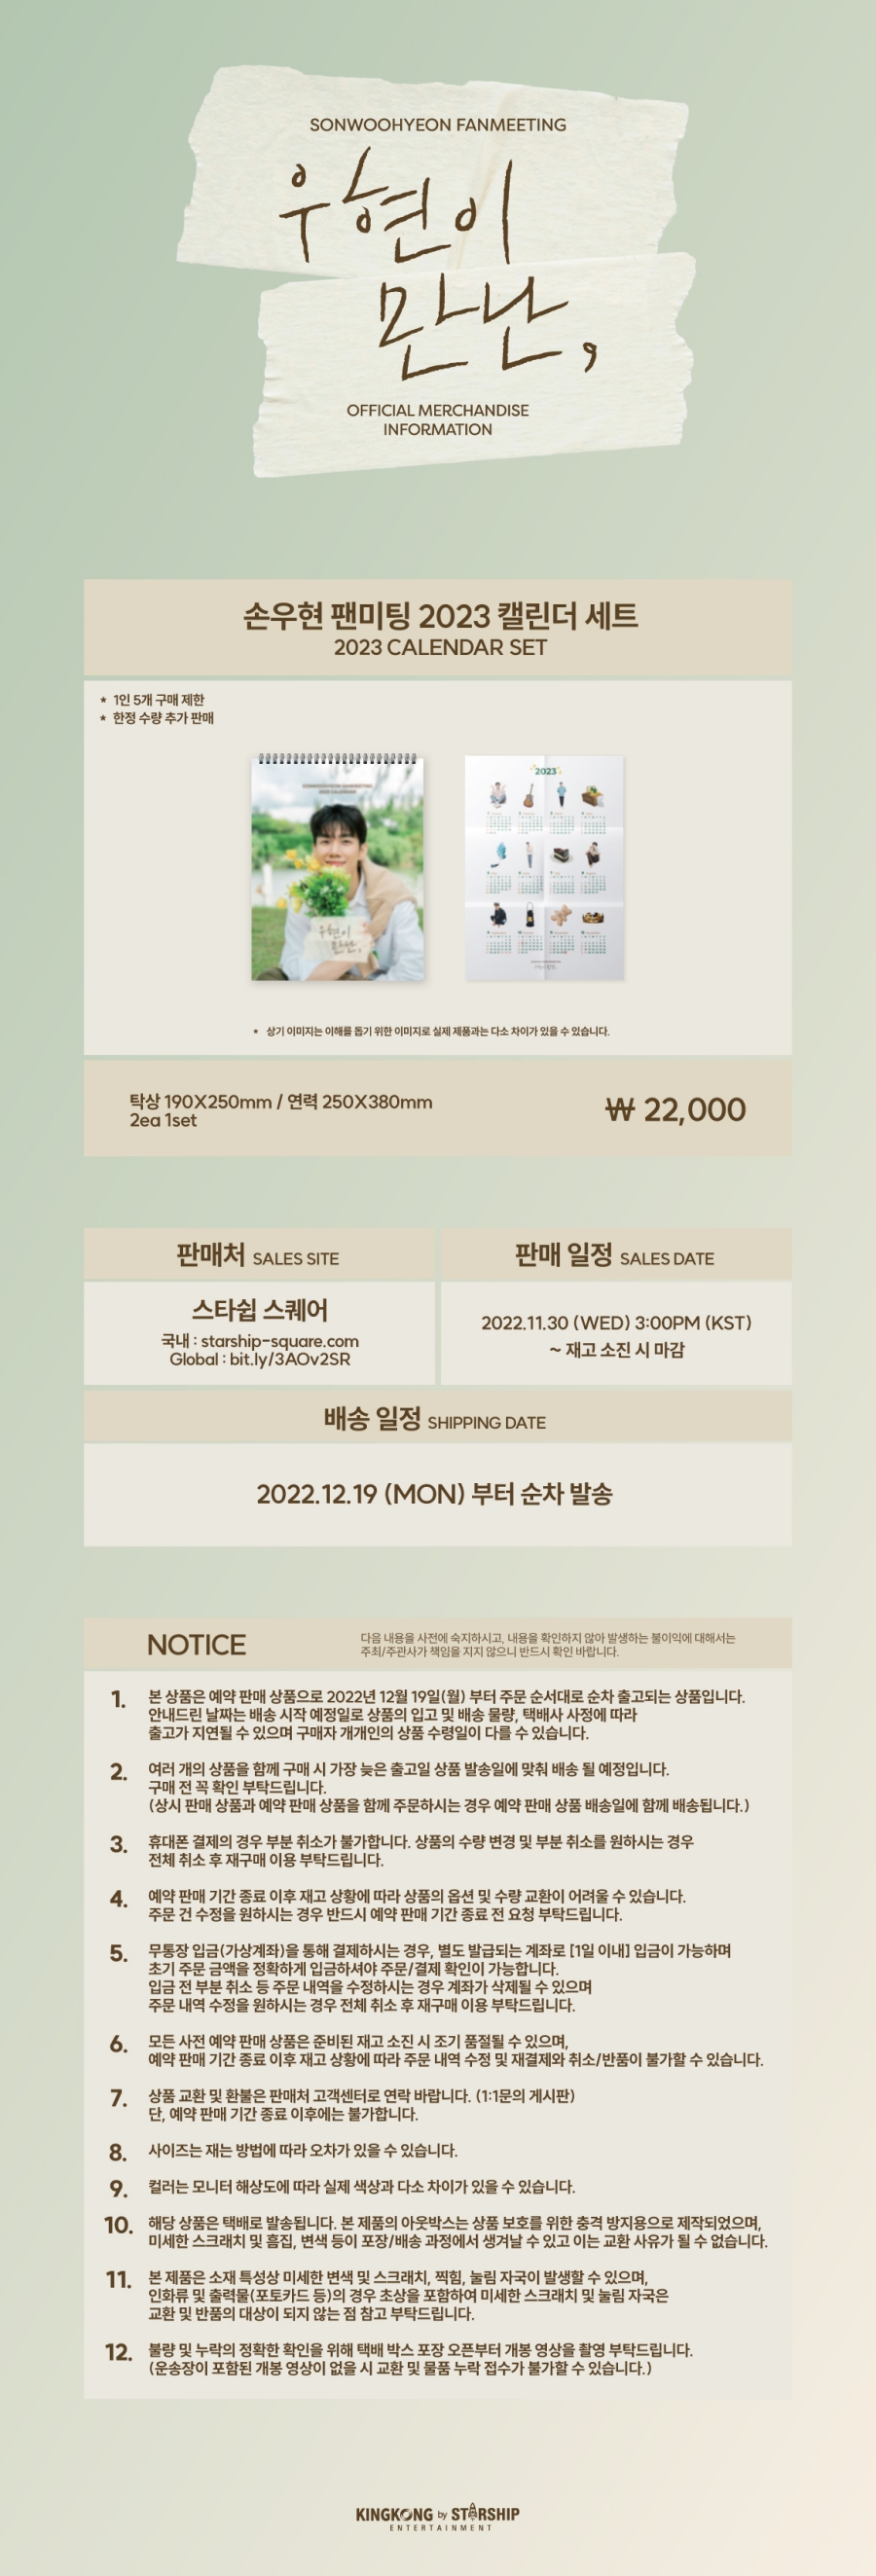 SONWOOHYEON FANMEETING
우현이
만난,
OFFICIAL MERCHANDISE
INFORMATION
손우현 팬미팅 2023 캘린더 세트
2023 CALENDAR SET
* 1인 5개 구매 제한
* 한정 수량 추가 판매
SONWOOHYEON FANMEETING
2023 CALENDAR
우현이
만난,
2023
* 상기 이미지는 이해를 돕기 위한 이미지로 실제 제품과는 다소 차이가 있을 수 있습니다.
탁상 190X250mm / 연력 250X380mm
2ea 1set
₩ 22,000
판매처 SALES SITE
스타쉽 스퀘어
국내 : starship-square.com
Global : bit.ly/3AOv2SR
판매 일정 SALES DATE
2022.11.30 (WED) 3:00PM (KST)
~ 재고 소진 시 마감
배송 일정 SHIPPING DATE
2022.12.19 (MON) 부터 순차 발송
NOTICE
다음 내용을 사전에 숙지하시고, 내용을 확인하지 않아 발생하는 불이익에 대해서는
주최/주관사가 책임을 지지 않으니 반드시 확인 바랍니다.
1. 본 상품은 예약 판매 상품으로 2022년 12월 19일(월) 부터 주문 순서대로 순차 출고되는 상품입니다.
안내드린 날짜는 배송 시작 예정일로 상품의 입고 및 배송 물량, 택배사 사정에 따라
출고가 지연될 수 있으며 구매자 개개인의 상품 수령일이 다를 수 있습니다.
2. 여러 개의 상품을 함께 구매 시 가장 늦은 출고일 상품 발송일에 맞춰 배송 될 예정입니다.
구매 전 꼭 확인 부탁드립니다.
(상시 판매 상품과 예약 판매 상품을 함께 주문하시는 경우 예약 판매 상품 배송일에 함께 배송됩니다.)
3. 휴대폰 결제의 경우 부분 취소가 불가합니다. 상품의 수량 변경 및 부분 취소를 원하시는 경우
전체 취소 후 재구매 이용 부탁드립니다.
4. 예약 판매 기간 종료 이후 재고 상황에 따라 상품의 옵션 및 수량 교환이 어려울 수 있습니다.
주문 건 수정을 원하시는 경우 반드시 예약 판매 기간 종료 전 요청 부탁드립니다.
5. 무통장 입금(가상계좌)을 통해 결제하시는 경우, 별도 발급되는 계좌로 [1일 이내] 입금이 가능하며
초기 주문 금액을 정확하게 입금하셔야 주문/결제 확인이 가능합니다.
입금 전 부분 취소 등 주문 내역을 수정하시는 경우 계좌가 삭제될 수 있으며
주문 내역 수정을 원하시는 경우 전체 취소 후 재구매 이용 부탁드립니다.
6. 모든 사전 예약 판매 상품은 준비된 재고 소진 시 조기 품절될 수 있으며,
예약 판매 기간 종료 이후 재고 상황에 따라 주문 내역 수정 및 재결제와 취소/반품이 불가할 수 있습니다.
7. 상품 교환 및 환불은 판매처 고객센터로 연락 바랍니다. (1:1문의 게시판)
단, 예약 판매 기간 종료 이후에는 불가합니다.
8. 사이즈는 재는 방법에 따라 오차가 있을 수 있습니다.
9. 컬러는 모니터 해상도에 따라 실제 색상과 다소 차이가 있을 수 있습니다.
10. 해당 상품은 택배로 발송됩니다. 본 제품의 아웃박스는 상품 보호를 위한 충격 방지용으로 제작되었으며,
미세한 스크래치 및 흠집, 변색 등이 포장/배송 과정에서 생겨날 수 있고 이는 교환 사유가 될 수 없습니다.
11. 본 제품은 소재 특성상 미세한 변색 및 스크래치, 찍힘, 눌림 자국이 발생할 수 있으며,
인화류 및 출력물(포토카드 등)의 경우 초상을 포함하여 미세한 스크래치 및 눌림 자국은
교환 및 반품의 대상이 되지 않는 점 참고 부탁드립니다.
12. 불량 및 누락의 정확한 확인을 위해 택배 박스 포장 오픈부터 개봉 영상을 촬영 부탁드립니다.
(운송장이 포함된 개봉 영상이 없을 시 교환 및 물품 누락 접수가 불가할 수 있습니다.)
KINGKONG by STARSHIP
ENTERTAINMENT